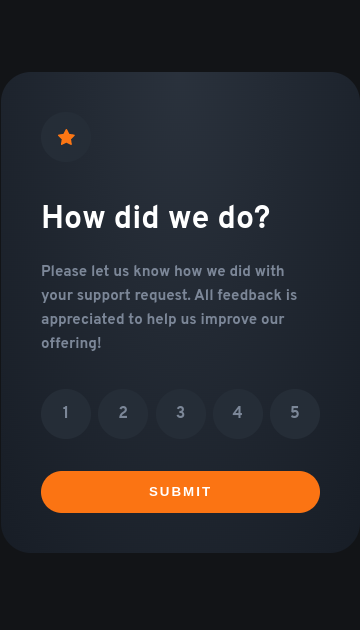 How did we do?
Please let us know how we did with
your support request. All feedback is
appreciated to help us improve our
offering!
1 2 3 4 5
SUBMIT